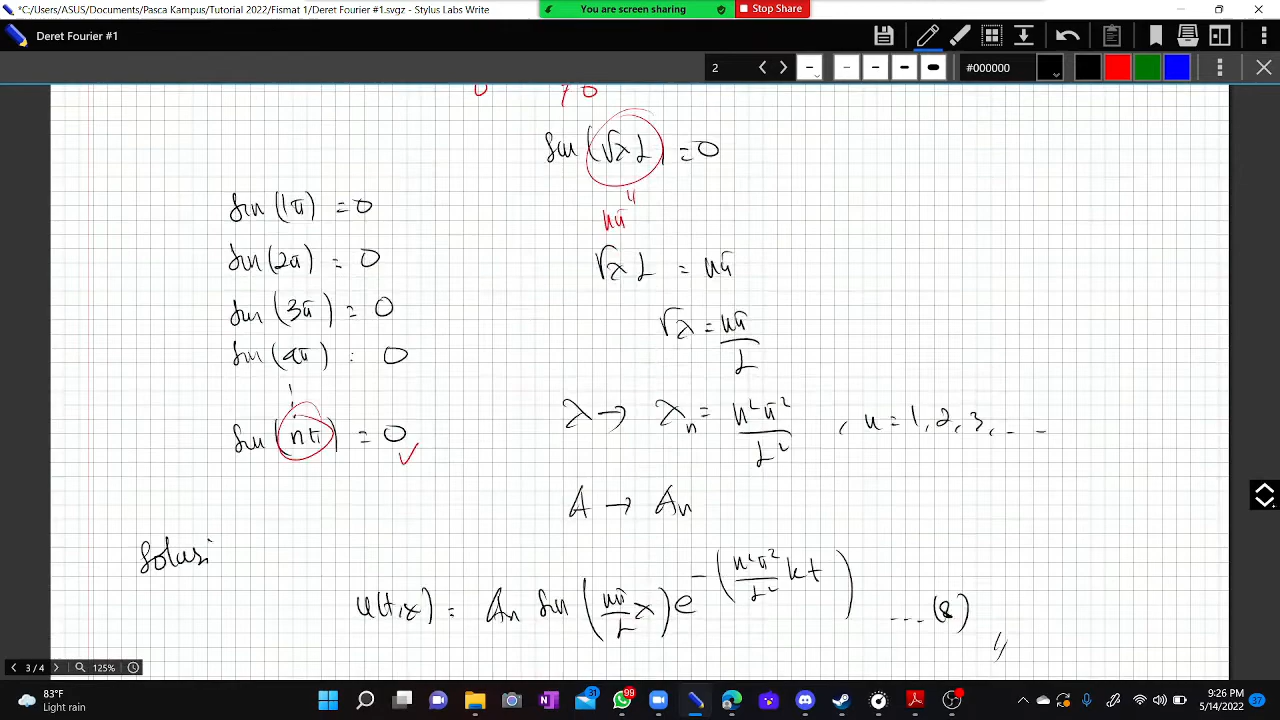 *C:/Users/ASUS/Documents/Pasca Kampus/Tutorial 2022/Fismat 1/Deret Fourier #1.svgz - Stylus Labs Write
You are screen sharing
Stop Share
Deret Fourier #1
2
#000000
sin(√λ L) = 0
nπ
sin(1π) = 0
sin(2π) = 0
sin(3π) = 0
sin(4π) = 0
sin(nπ) = 0 ✓
√λ L = nπ
√λ = nπ/L
λ → λn = n²π²/L² , n = 1, 2, 3, ...
A → An
Solusi
u(t,x) = An sin(nπ/L x) e^-(n²π²/L² kt) ... (8)
3 / 4
125%
83°F
Light rain
31
99
9:26 PM
5/14/2022
37